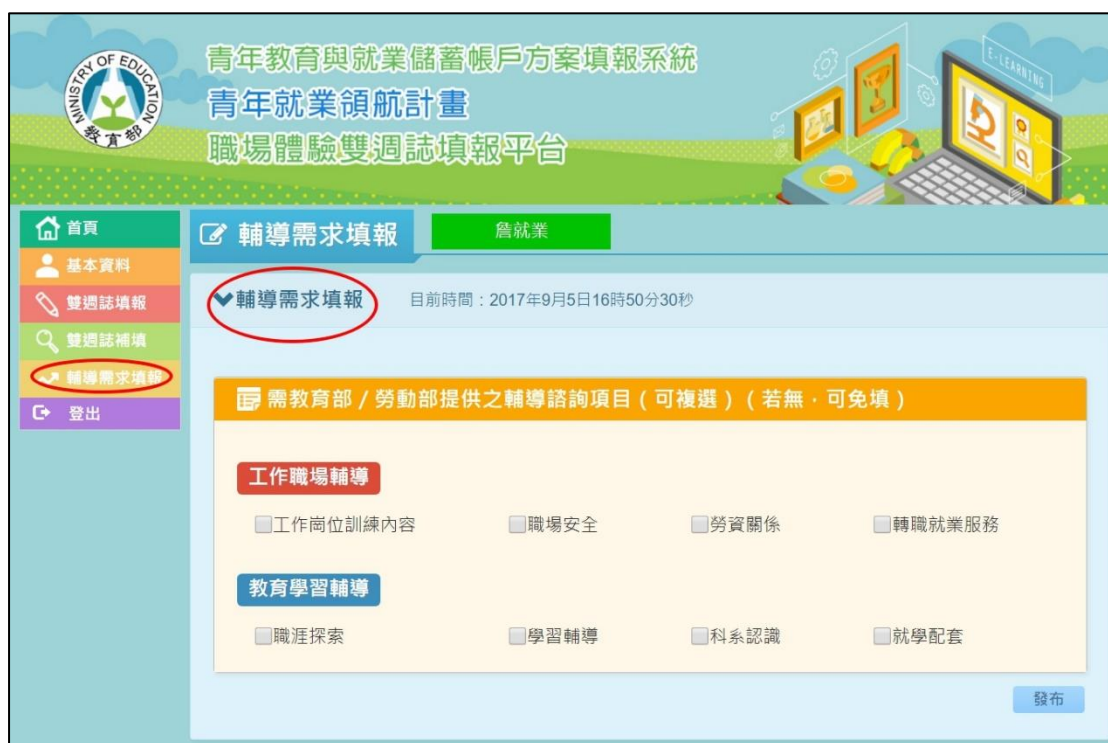 MINISTRY OF EDUCATION
教育部
青年教育與就業儲蓄帳戶方案填報系統
青年就業領航計畫
職場體驗雙週誌填報平台
E-LEARNING
首頁
基本資料
雙週誌填報
雙週誌補填
輔導需求填報
登出
輔導需求填報
詹就業
輔導需求填報 目前時間：2017年9月5日16時50分30秒
需教育部/勞動部提供之輔導諮詢項目(可複選)(若無，可免填)
工作職場輔導
工作崗位訓練內容 職場安全 勞資關係 轉職就業服務
教育學習輔導
職涯探索 學習輔導 科系認識 就學配套
發布